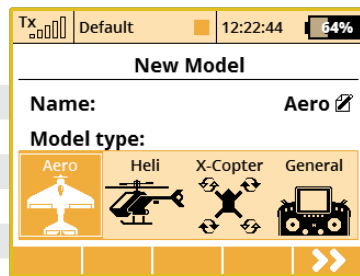 Tx Default 12:22:44 64%
New Model
Name: Aero
Model type:
Aero Heli X-Copter General